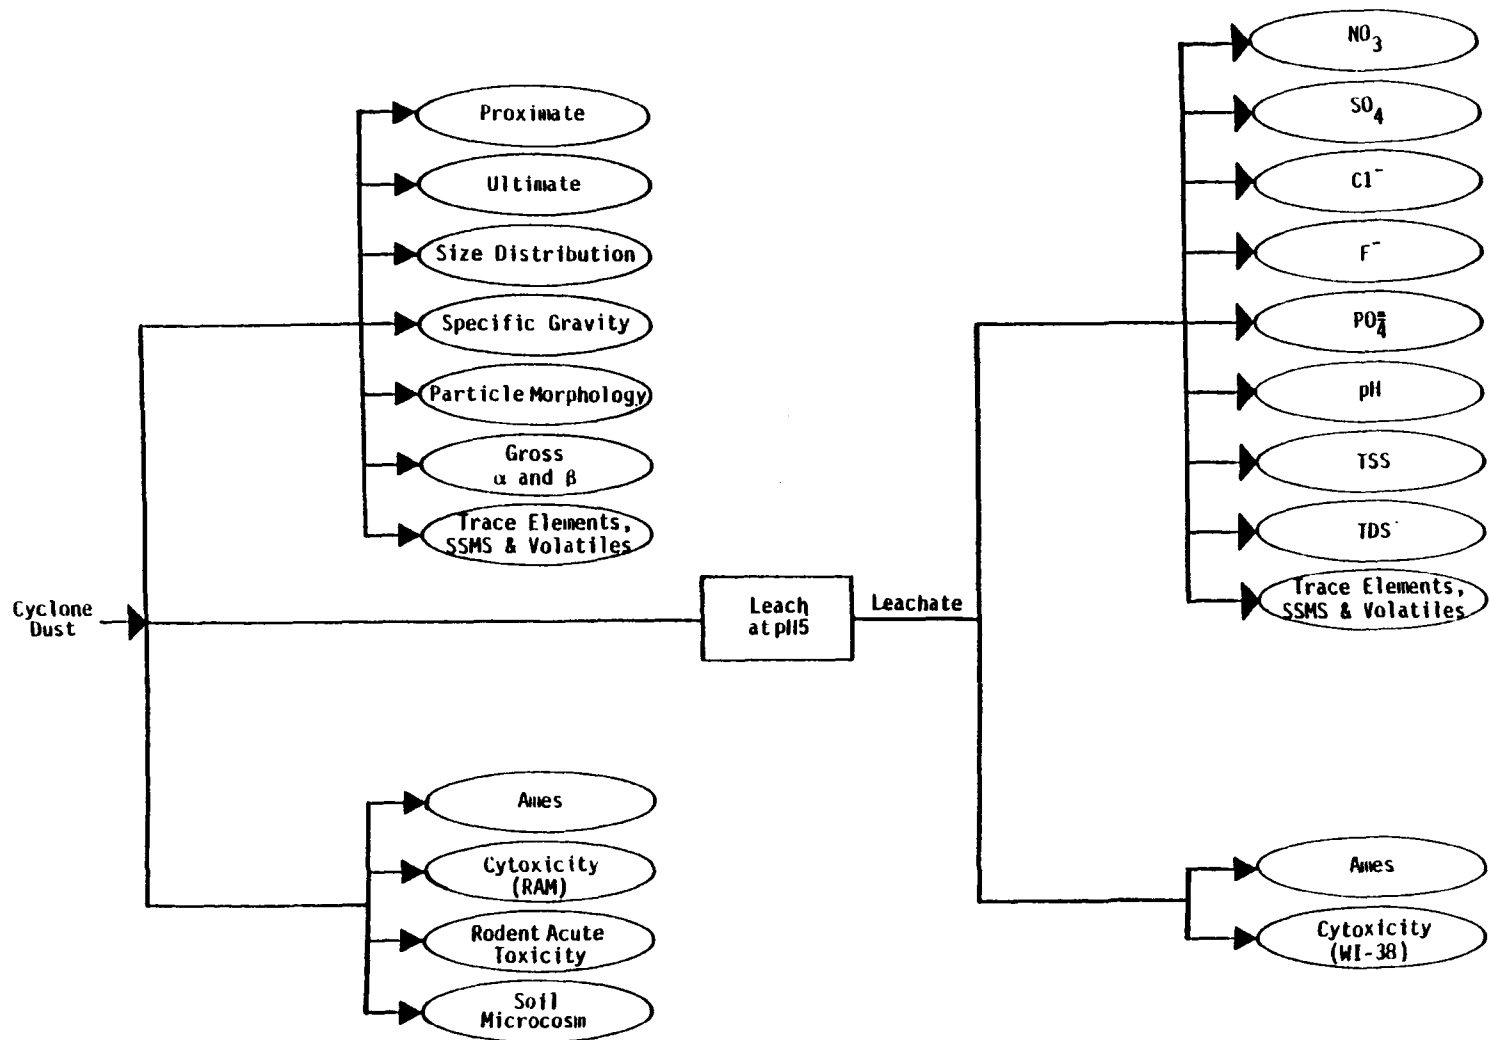 Cyclone
Dust
Proximate
Ultimate
Size Distribution
Specific Gravity
Particle Morphology
Gross
α and β
Trace Elements,
SSMS & Volatiles
Ames
Cytoxicity
(RAM)
Rodent Acute
Toxicity
Soil
Microcosm
Leach
at pH5
Leachate
NO3
SO4
Cl-
F-
PO4≡
pH
TSS
TDS
Trace Elements,
SSMS & Volatiles
Ames
Cytoxicity
(WI-38)